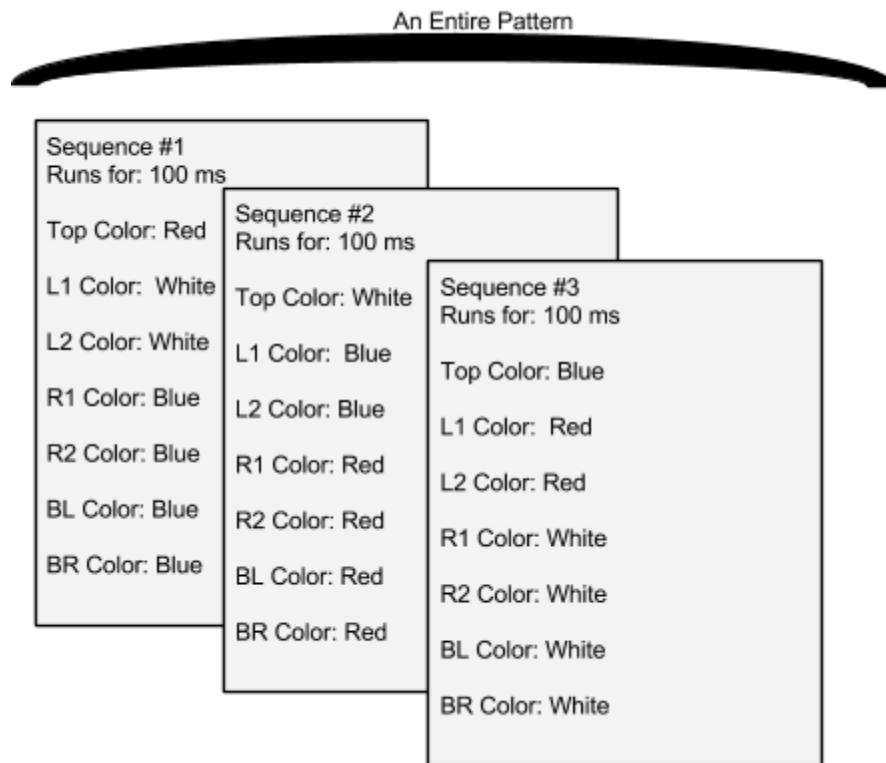 An Entire Pattern
Sequence #1
Runs for: 100 ms
Top Color: Red
L1 Color:  White
L2 Color: White
R1 Color: Blue
R2 Color: Blue
BL Color: Blue
BR Color: Blue
Sequence #2
Runs for: 100 ms
Top Color: White
L1 Color:  Blue
L2 Color: Blue
R1 Color: Red
R2 Color: Red
BL Color: Red
BR Color: Red
Sequence #3
Runs for: 100 ms
Top Color: Blue
L1 Color:  Red
L2 Color: Red
R1 Color: White
R2 Color: White
BL Color: White
BR Color: White